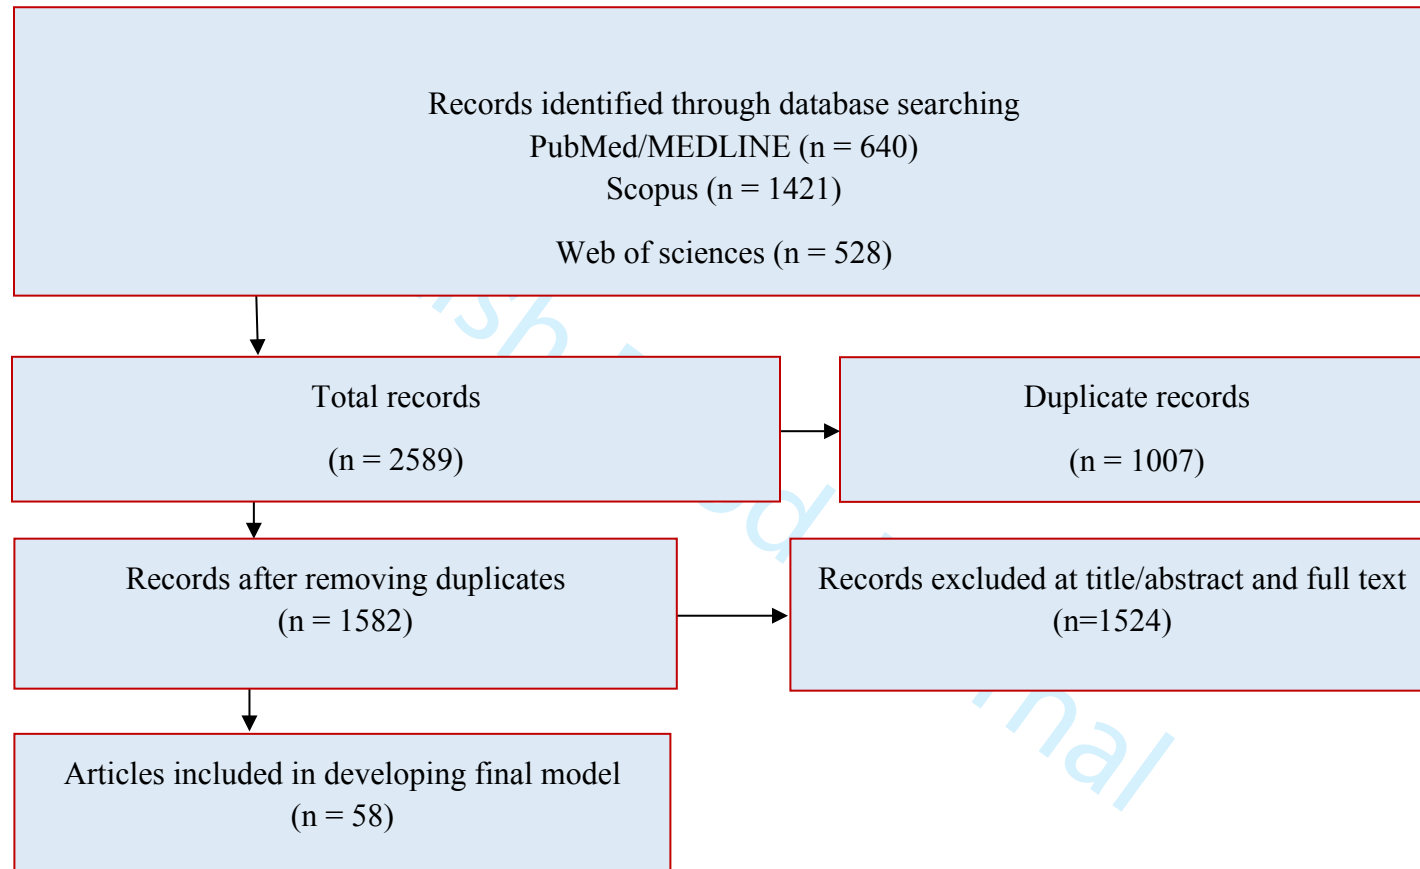 Records identified through database searching
PubMed/MEDLINE (n = 640)
Scopus (n = 1421)
Web of sciences (n = 528)
Total records
(n = 2589)
Duplicate records
(n = 1007)
Records after removing duplicates
(n = 1582)
Records excluded at title/abstract and full text
(n=1524)
Articles included in developing final model
(n = 58)